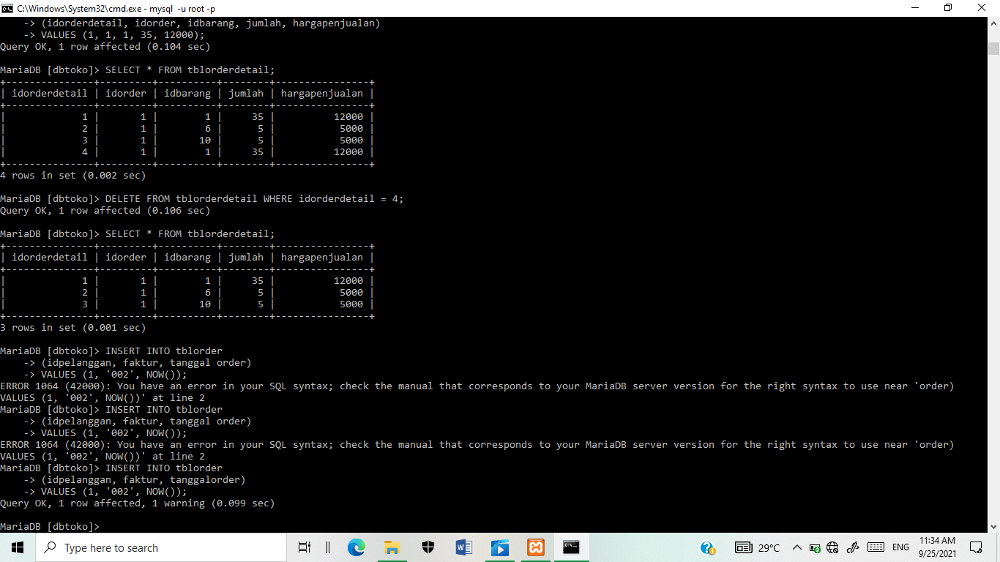 C:\Windows\System32\cmd.exe - mysql  -u root -p
    -> (idorderdetail, idorder, idbarang, jumlah, hargapenjualan)
    -> VALUES (1, 1, 1, 35, 12000);
Query OK, 1 row affected (0.104 sec)
MariaDB [dbtoko]> SELECT * FROM tblorderdetail;
+---------------+---------+----------+--------+----------------+
| idorderdetail | idorder | idbarang | jumlah | hargapenjualan |
+---------------+---------+----------+--------+----------------+
|             1 |       1 |        1 |     35 |          12000 |
|             2 |       1 |        6 |      5 |           5000 |
|             3 |       1 |       10 |      5 |           5000 |
|             4 |       1 |        1 |     35 |          12000 |
+---------------+---------+----------+--------+----------------+
4 rows in set (0.002 sec)
MariaDB [dbtoko]> DELETE FROM tblorderdetail WHERE idorderdetail = 4;
Query OK, 1 row affected (0.106 sec)
MariaDB [dbtoko]> SELECT * FROM tblorderdetail;
+---------------+---------+----------+--------+----------------+
| idorderdetail | idorder | idbarang | jumlah | hargapenjualan |
+---------------+---------+----------+--------+----------------+
|             1 |       1 |        1 |     35 |          12000 |
|             2 |       1 |        6 |      5 |           5000 |
|             3 |       1 |       10 |      5 |           5000 |
+---------------+---------+----------+--------+----------------+
3 rows in set (0.001 sec)
MariaDB [dbtoko]> INSERT INTO tblorder
    -> (idpelanggan, faktur, tanggal order)
    -> VALUES (1, '002', NOW());
ERROR 1064 (42000): You have an error in your SQL syntax; check the manual that corresponds to your MariaDB server version for the right syntax to use near 'order)
VALUES (1, '002', NOW())' at line 2
MariaDB [dbtoko]> INSERT INTO tblorder
    -> (idpelanggan, faktur, tanggal order)
    -> VALUES (1, '002', NOW());
ERROR 1064 (42000): You have an error in your SQL syntax; check the manual that corresponds to your MariaDB server version for the right syntax to use near 'order)
VALUES (1, '002', NOW())' at line 2
MariaDB [dbtoko]> INSERT INTO tblorder
    -> (idpelanggan, faktur, tanggalorder)
    -> VALUES (1, '002', NOW());
Query OK, 1 row affected, 1 warning (0.099 sec)
MariaDB [dbtoko]>
Type here to search
29°C
ENG
11:34 AM
9/25/2021